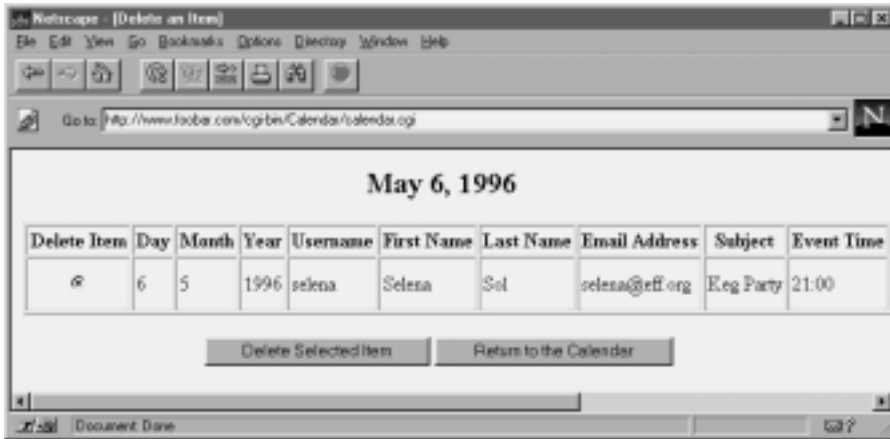 Netscape - [Delete an Item]
File Edit View Go Bookmarks Options Directory Window Help
Go to: http://www.foobar.com/cgi-bin/Calendar/calendar.cgi
N
May 6, 1996
Delete Item Day Month Year Username First Name Last Name Email Address Subject Event Time
6 5 1996 selena Selena Sol selena@eff.org Keg Party 21:00
Delete Selected Item Return to the Calendar
Document: Done